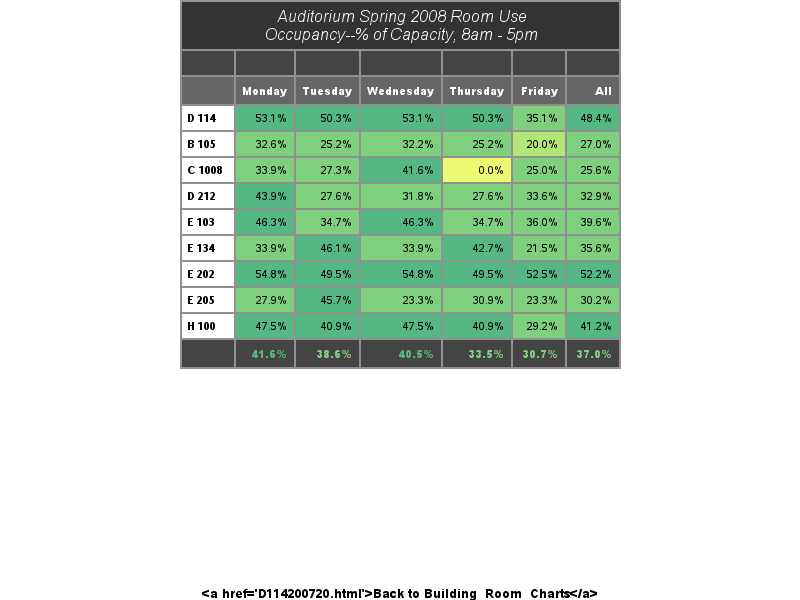 Auditorium Spring 2008 Room Use
Occupancy--% of Capacity, 8am - 5pm
Monday Tuesday Wednesday Thursday Friday All
D 114 53.1% 50.3% 53.1% 50.3% 35.1% 48.4%
B 105 32.6% 25.2% 32.2% 25.2% 20.0% 27.0%
C 1008 33.9% 27.3% 41.6% 0.0% 25.0% 25.6%
D 212 43.9% 27.6% 31.8% 27.6% 33.6% 32.9%
E 103 46.3% 34.7% 46.3% 34.7% 36.0% 39.6%
E 134 33.9% 46.1% 33.9% 42.7% 21.5% 35.6%
E 202 54.8% 49.5% 54.8% 49.5% 52.5% 52.2%
E 205 27.9% 45.7% 23.3% 30.9% 23.3% 30.2%
H 100 47.5% 40.9% 47.5% 40.9% 29.2% 41.2%
41.6% 38.6% 40.5% 33.5% 30.7% 37.0%
<a href='D114200720.html'>Back to Building_Room_Charts</a>